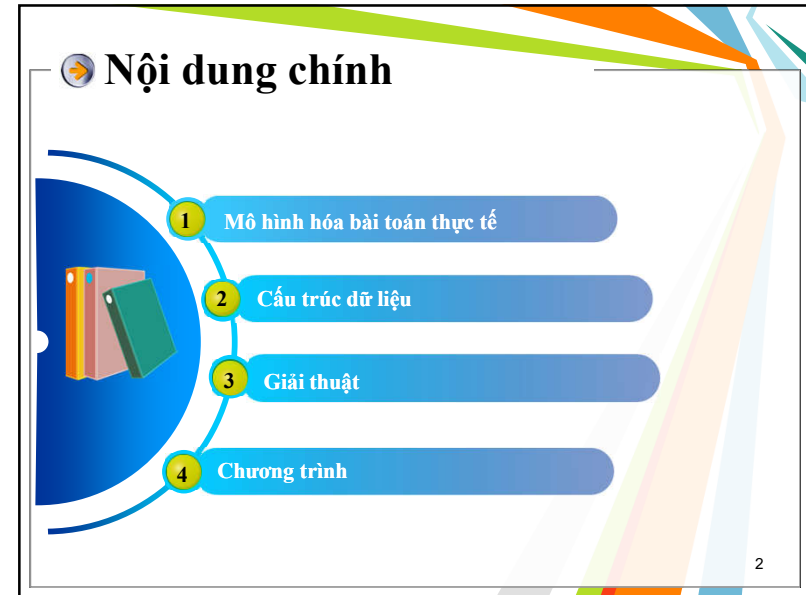 Nội dung chính
1 Mô hình hóa bài toán thực tế
2 Cấu trúc dữ liệu
3 Giải thuật
4 Chương trình
2